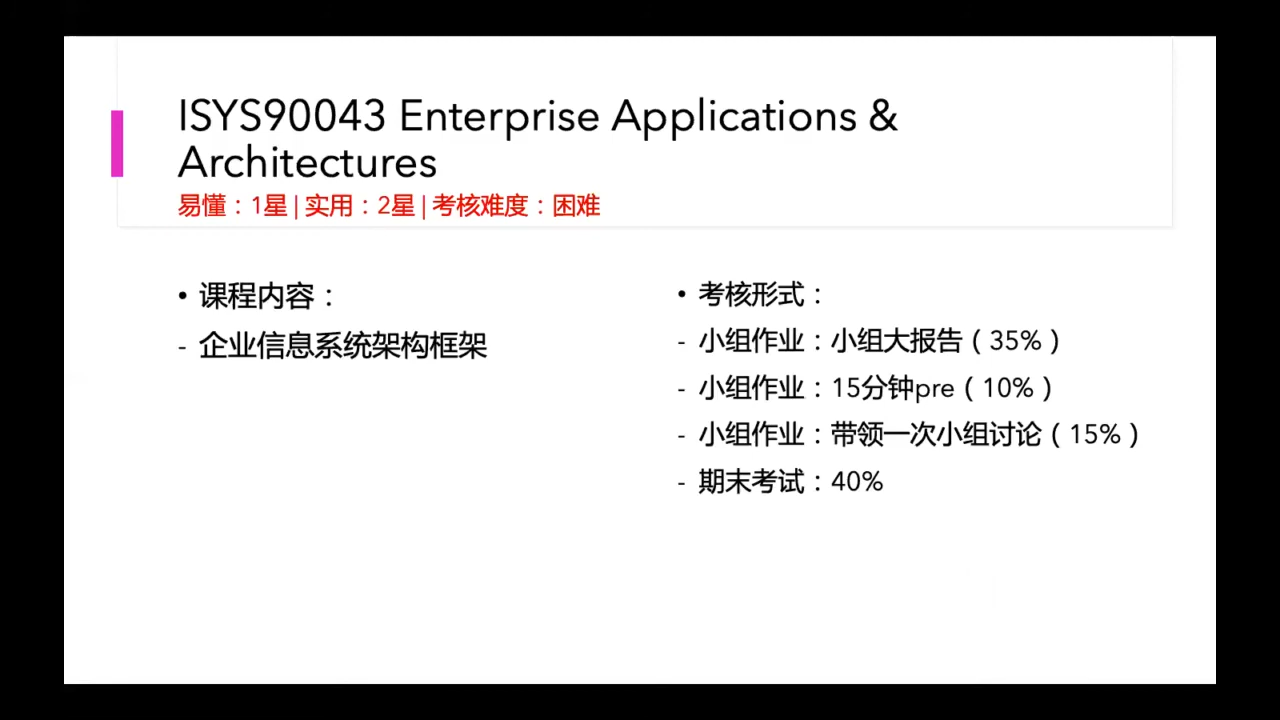 ISYS90043 Enterprise Applications &
Architectures
易懂：1星 | 实用：2星 | 考核难度：困难
• 课程内容：
- 企业信息系统架构框架
• 考核形式：
- 小组作业：小组大报告（35%）
- 小组作业：15分钟pre（10%）
- 小组作业：带领一次小组讨论（15%）
- 期末考试：40%